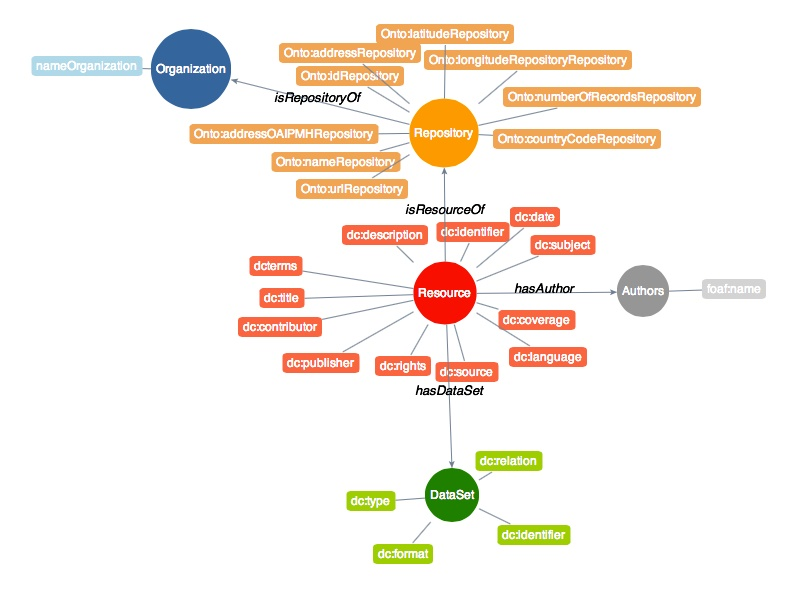 Onto:latitudeRepository
Onto:addressRepository
Onto:longitudeRepositoryRepository
nameOrganization
Organization
Onto:idRepository
isRepositoryOf
Onto:numberOfRecordsRepository
Onto:addressOAIPMHRepository
Repository
Onto:countryCodeRepository
Onto:nameRepository
Onto:urlRepository
isResourceOf
dc:date
dc:description
dc:identifier
dc:subject
dcterms
dc:title
Resource
hasAuthor
Authors
foaf:name
dc:contributor
dc:coverage
dc:publisher
dc:rights
dc:source
dc:language
hasDataSet
dc:relation
dc:type
DataSet
dc:identifier
dc:format